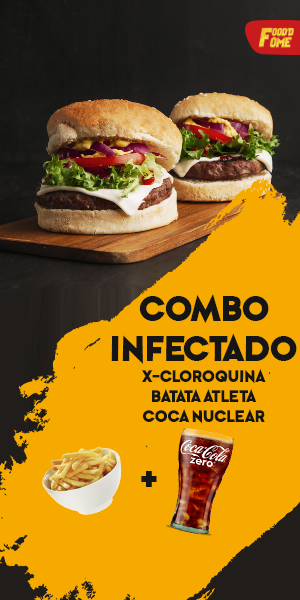 FOOD'D
FOME
COMBO
INFECTADO
X-CLOROQUINA
BATATA ATLETA
COCA NUCLEAR
+
Coca-Cola
zero